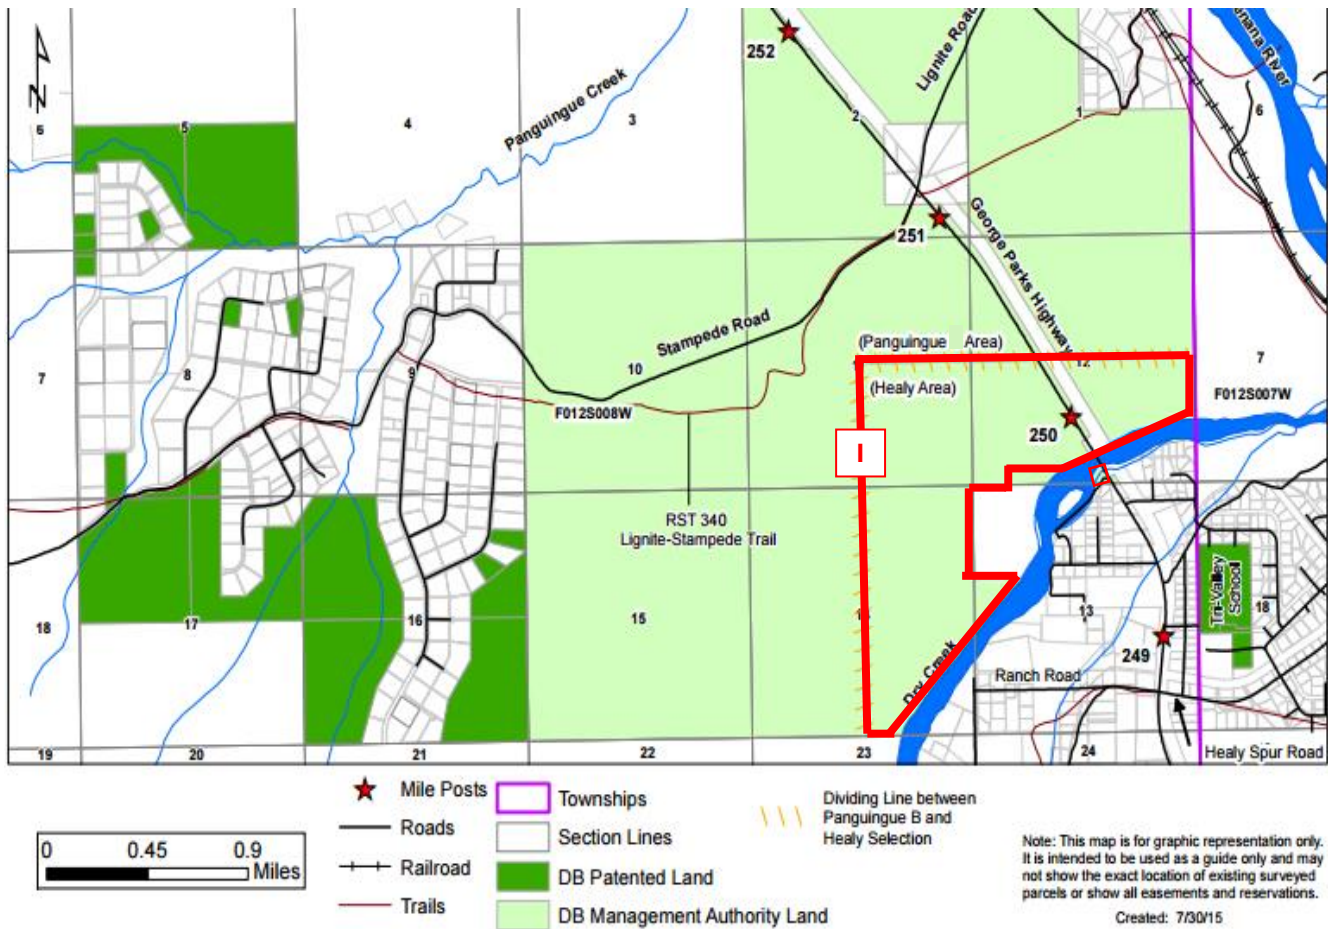 252
Lignite Road
Nenana River
N
6
5
4
Panguingue Creek
3
2
1
6
251
George Parks Highway
Stampede Road
(Panguingue Area)
12
7
8
9
10
(Healy Area)
7
F012S008W
F012S007W
250
I
RST 340
Lignite-Stampede Trail
18
17
16
15
13
18
Tri-Valley
School
249
Dry Creek
Ranch Road
19
20
21
22
23
24
Healy Spur Road
Mile Posts
Roads
Railroad
Trails
Townships
Section Lines
DB Patented Land
DB Management Authority Land
Dividing Line between
Panguingue B and
Healy Selection
0 0.45 0.9
Miles
Note: This map is for graphic representation only.
It is intended to be used as a guide only and may
not show the exact location of existing surveyed
parcels or show all easements and reservations.
Created: 7/30/15